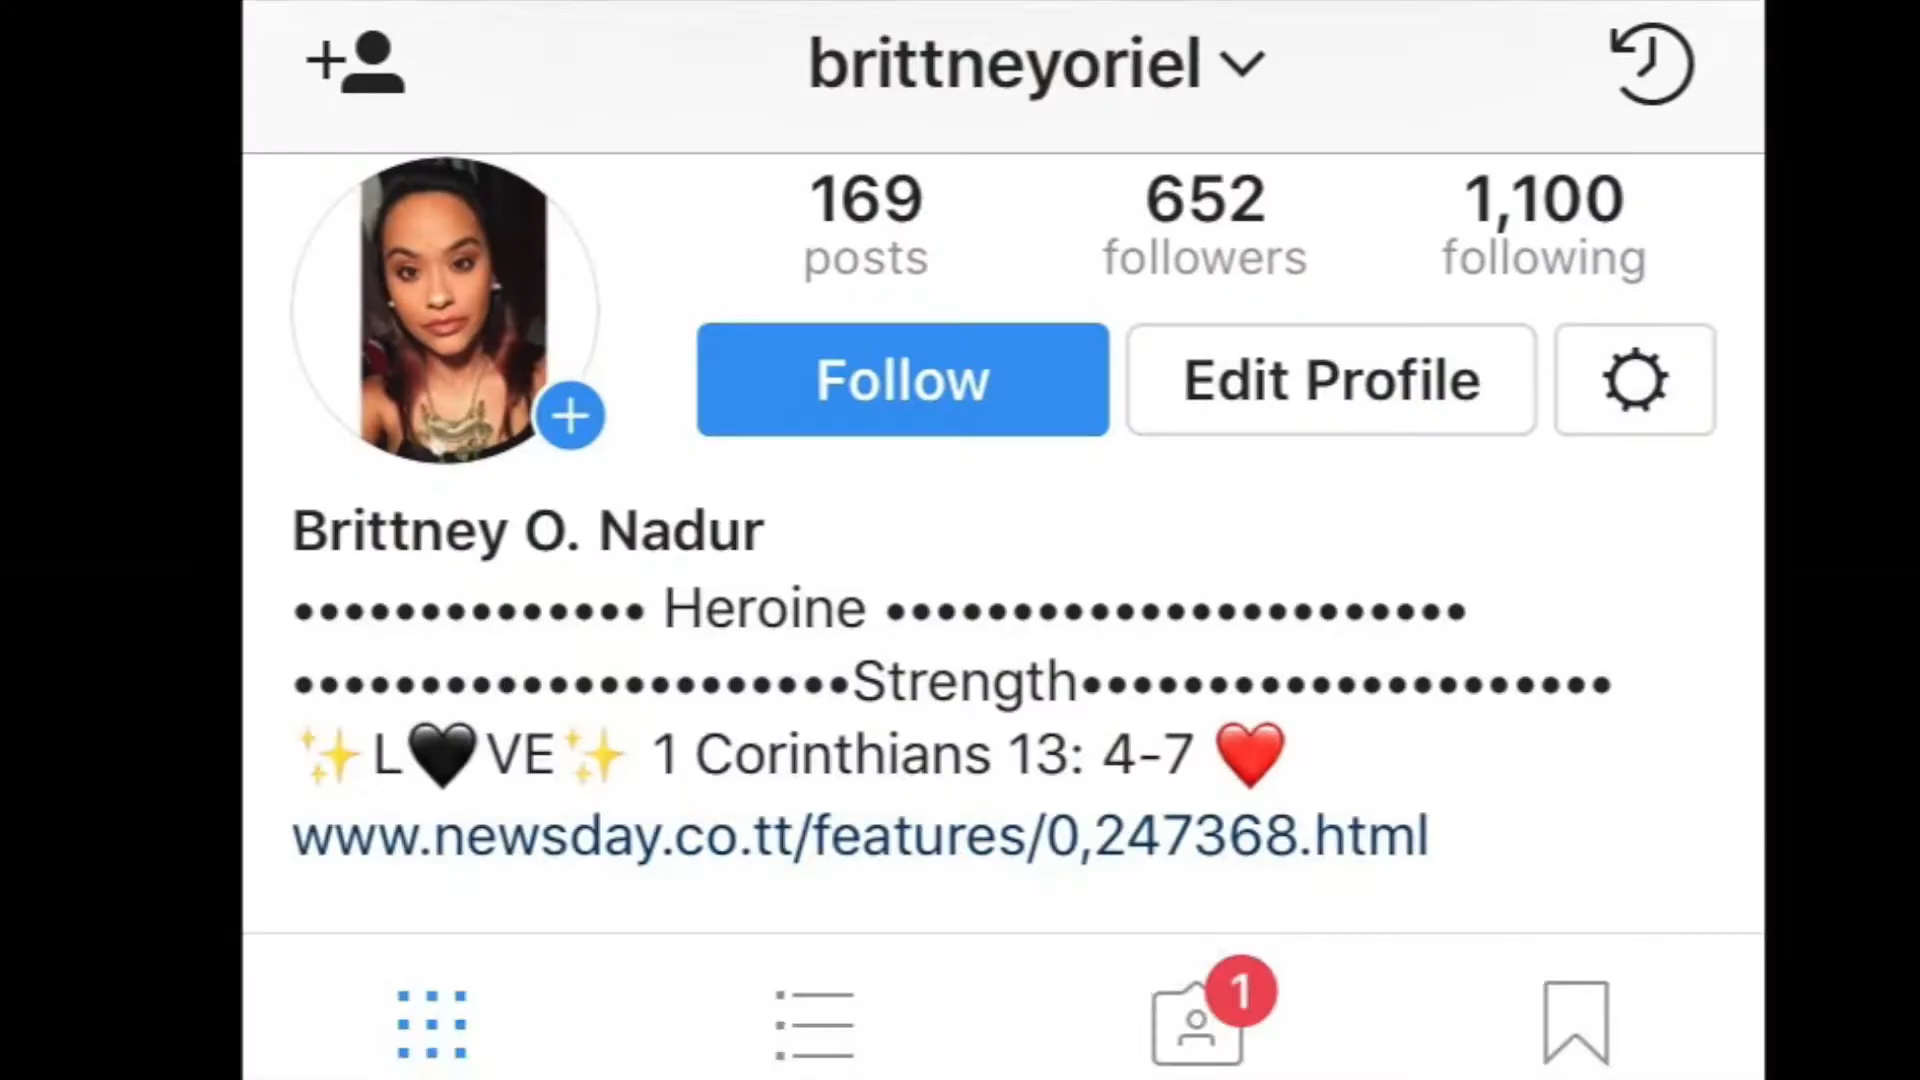 brittneyoriel
169 652 1,100
posts followers following
Follow Edit Profile
Brittney O. Nadur
•••••••••••••• Heroine •••••••••••••••••••••••
••••••••••••••••••••••Strength•••••••••••••••••••••
✨L🖤VE✨ 1 Corinthians 13: 4-7 ❤️
www.newsday.co.tt/features/0,247368.html
1